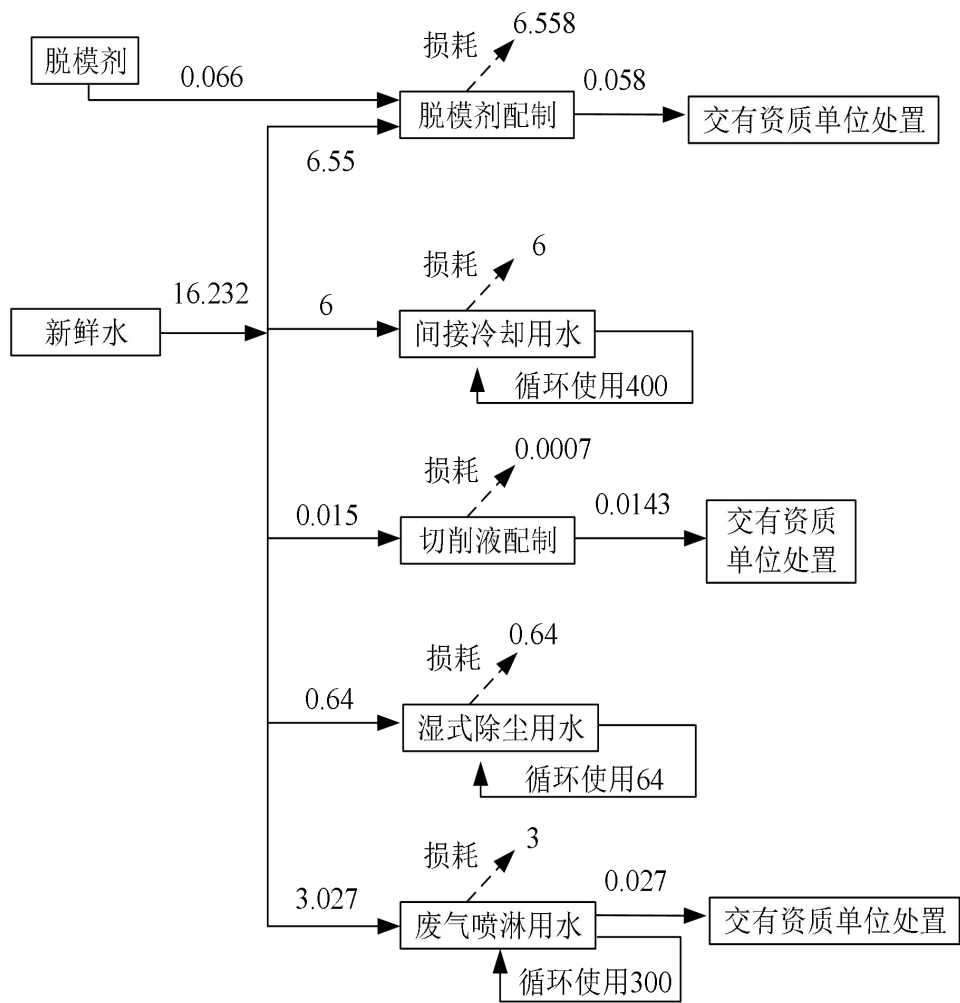 脱模剂
0.066
损耗
6.558
脱模剂配制
0.058
交有资质单位处置
6.55
新鲜水
16.232
6
损耗
6
间接冷却用水
循环使用400
0.015
损耗
0.0007
切削液配制
0.0143
交有资质
单位处置
0.64
损耗
0.64
湿式除尘用水
循环使用64
3.027
损耗
3
废气喷淋用水
0.027
交有资质单位处置
循环使用300